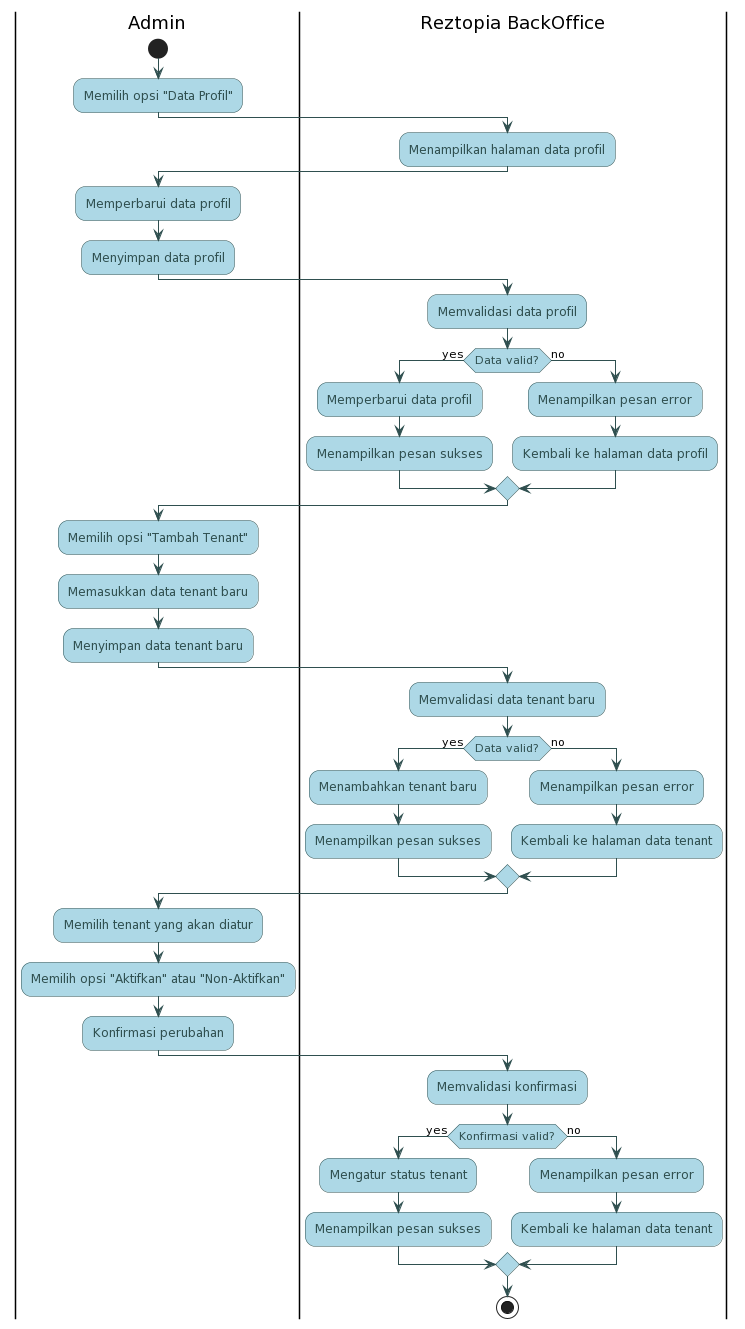 Admin
Reztopia BackOffice
Memilih opsi "Data Profil"
Menampilkan halaman data profil
Memperbarui data profil
Menyimpan data profil
Memvalidasi data profil
yes
Data valid?
no
Memperbarui data profil
Menampilkan pesan error
Menampilkan pesan sukses
Kembali ke halaman data profil
Memilih opsi "Tambah Tenant"
Memasukkan data tenant baru
Menyimpan data tenant baru
Memvalidasi data tenant baru
yes
Data valid?
no
Menambahkan tenant baru
Menampilkan pesan error
Menampilkan pesan sukses
Kembali ke halaman data tenant
Memilih tenant yang akan diatur
Memilih opsi "Aktifkan" atau "Non-Aktifkan"
Konfirmasi perubahan
Memvalidasi konfirmasi
yes
Konfirmasi valid?
no
Mengatur status tenant
Menampilkan pesan error
Menampilkan pesan sukses
Kembali ke halaman data tenant